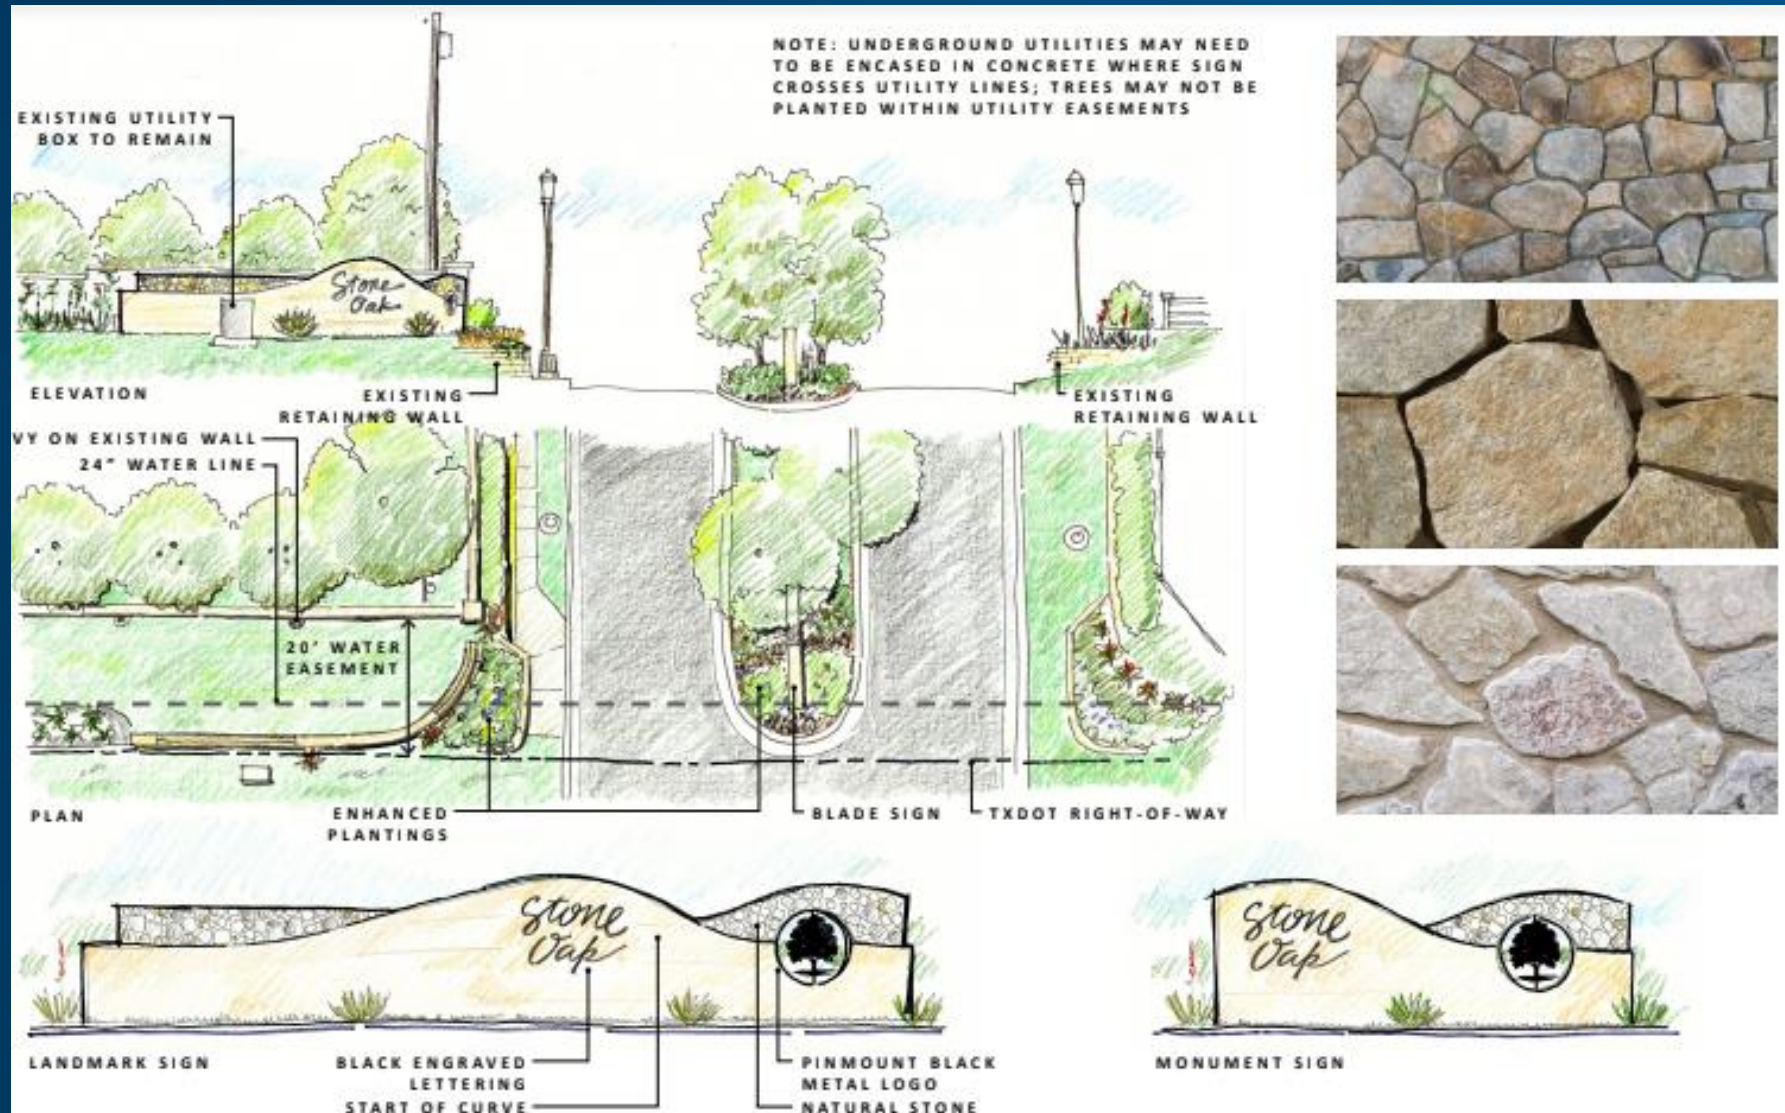 NOTE: UNDERGROUND UTILITIES MAY NEED
TO BE ENCASED IN CONCRETE WHERE SIGN
CROSSES UTILITY LINES; TREES MAY NOT BE
PLANTED WITHIN UTILITY EASEMENTS
EXISTING UTILITY
BOX TO REMAIN
Stone
Oak
ELEVATION
EXISTING
RETAINING WALL
EXISTING
RETAINING WALL
VY ON EXISTING WALL
24" WATER LINE
20' WATER
EASEMENT
PLAN
ENHANCED
PLANTINGS
BLADE SIGN
TXDOT RIGHT-OF-WAY
Stone
Oak
Stone
Oak
LANDMARK SIGN
BLACK ENGRAVED
LETTERING
START OF CURVE
PINMOUNT BLACK
METAL LOGO
NATURAL STONE
MONUMENT SIGN